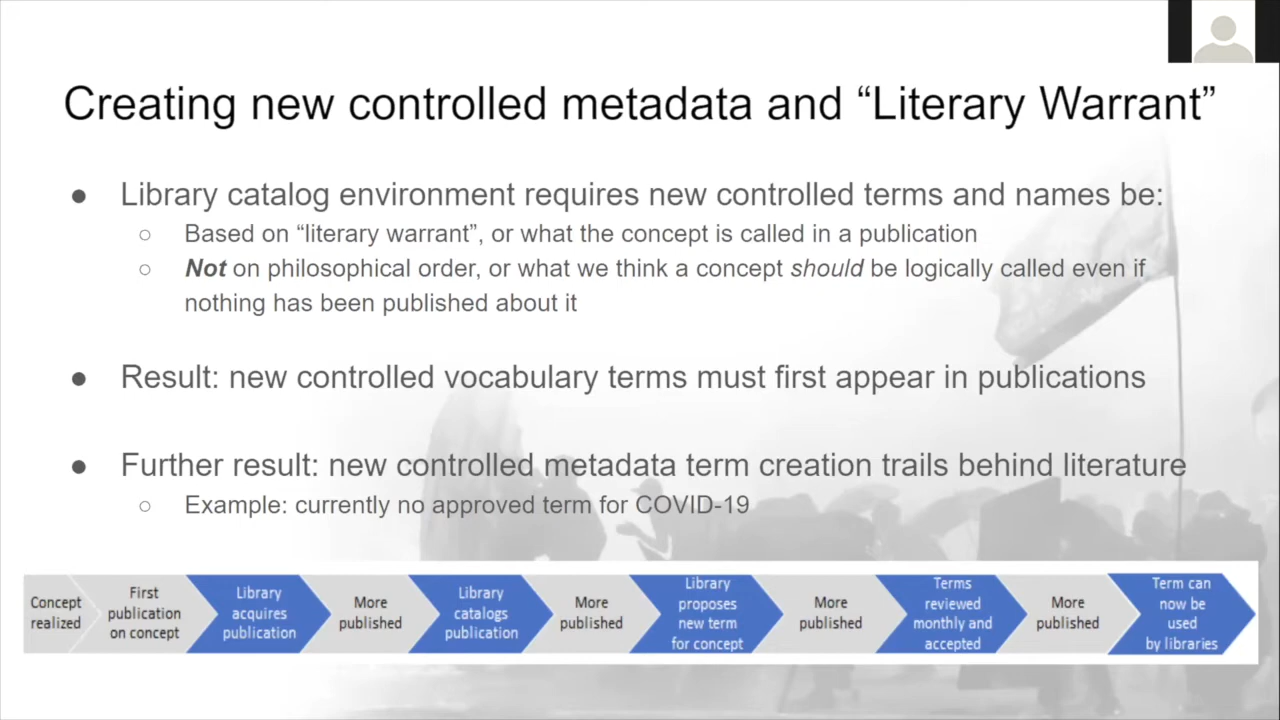 Creating new controlled metadata and “Literary Warrant”
● Library catalog environment requires new controlled terms and names be:
○ Based on “literary warrant”, or what the concept is called in a publication
○ Not on philosophical order, or what we think a concept should be logically called even if
nothing has been published about it
● Result: new controlled vocabulary terms must first appear in publications
● Further result: new controlled metadata term creation trails behind literature
○ Example: currently no approved term for COVID-19
Concept
realized
First
publication
on concept
Library
acquires
publication
More
published
Library
catalogs
publication
More
published
Library
proposes
new term
for concept
More
published
Terms
reviewed
monthly and
accepted
More
published
Term can
now be
used
by libraries